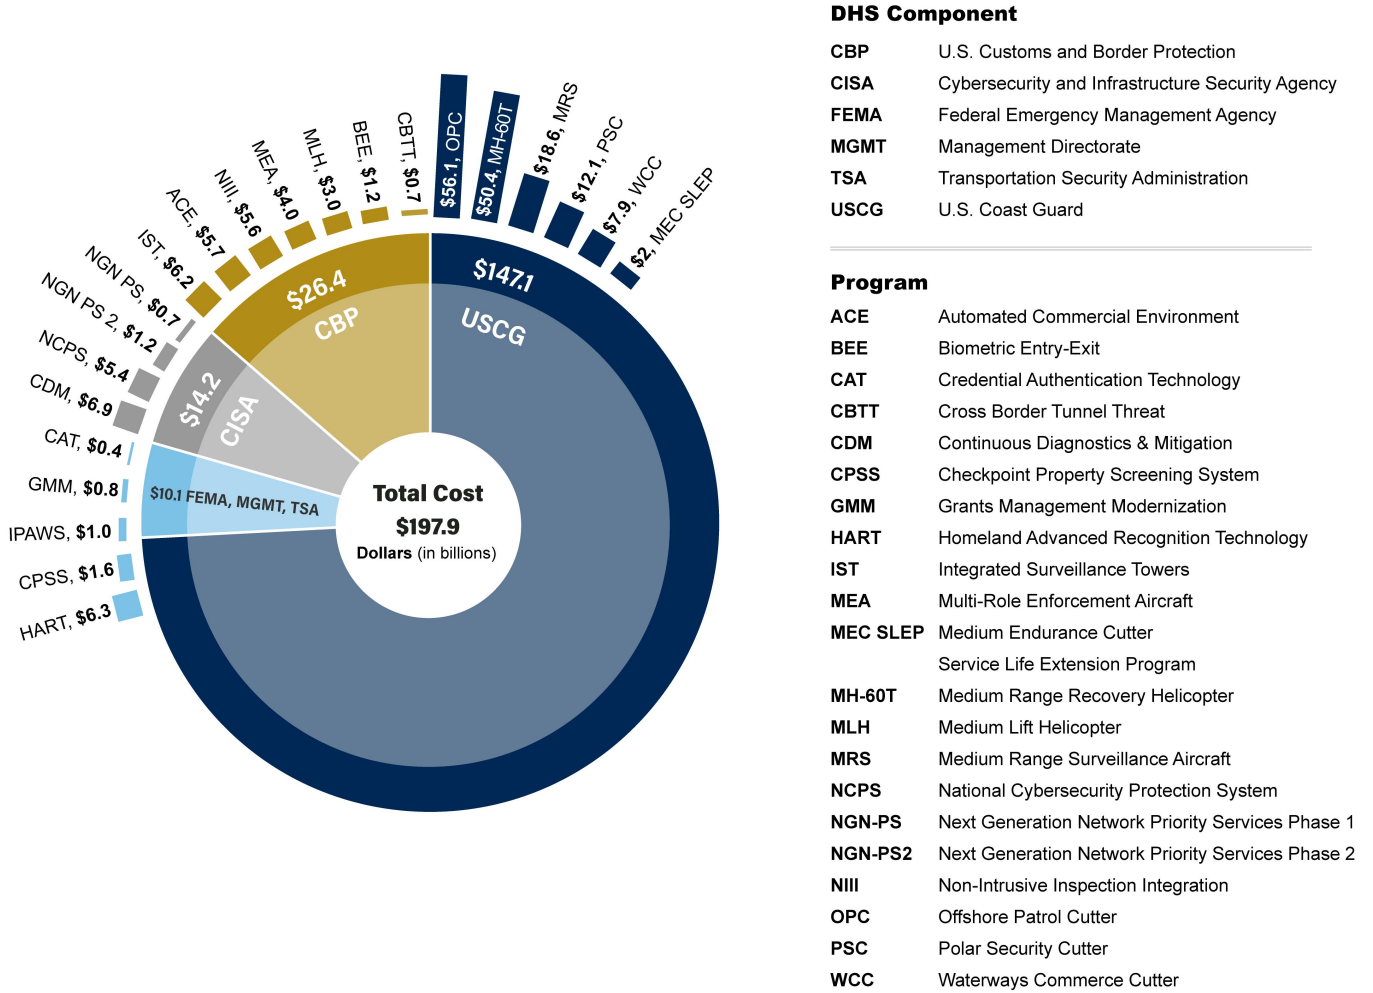 $56.1, OPC
$50.4, MH-60T
$18.6, MRS
$12.1, PSC
$7.9, WCC
$2, MEC SLEP
CBTT, $0.7
BEE, $1.2
MLH, $3.0
MEA, $4.0
NIII, $5.6
ACE, $5.7
IST, $6.2
NGN PS, $0.7
NGN PS 2, $1.2
NCPS, $5.4
CDM, $6.9
CAT, $0.4
GMM, $0.8
IPAWS, $1.0
CPSS, $1.6
HART, $6.3
$147.1
USCG
$26.4
CBP
$14.2
CISA
$10.1 FEMA, MGMT, TSA
Total Cost
$197.9
Dollars (in billions)
DHS Component
CBP U.S. Customs and Border Protection
CISA Cybersecurity and Infrastructure Security Agency
FEMA Federal Emergency Management Agency
MGMT Management Directorate
TSA Transportation Security Administration
USCG U.S. Coast Guard
Program
ACE Automated Commercial Environment
BEE Biometric Entry-Exit
CAT Credential Authentication Technology
CBTT Cross Border Tunnel Threat
CDM Continuous Diagnostics & Mitigation
CPSS Checkpoint Property Screening System
GMM Grants Management Modernization
HART Homeland Advanced Recognition Technology
IST Integrated Surveillance Towers
MEA Multi-Role Enforcement Aircraft
MEC SLEP Medium Endurance Cutter
Service Life Extension Program
MH-60T Medium Range Recovery Helicopter
MLH Medium Lift Helicopter
MRS Medium Range Surveillance Aircraft
NCPS National Cybersecurity Protection System
NGN-PS Next Generation Network Priority Services Phase 1
NGN-PS2 Next Generation Network Priority Services Phase 2
NIII Non-Intrusive Inspection Integration
OPC Offshore Patrol Cutter
PSC Polar Security Cutter
WCC Waterways Commerce Cutter